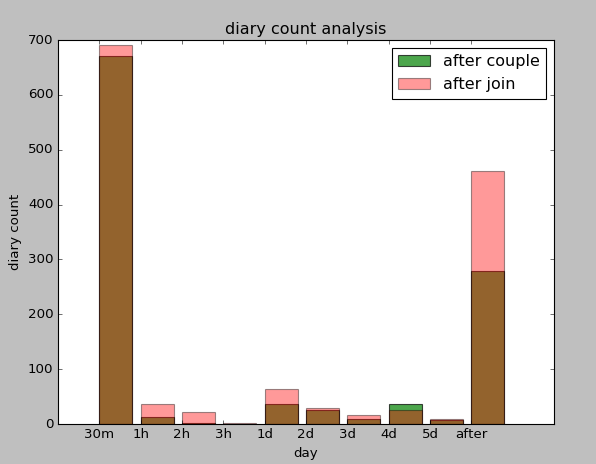 diary count analysis
700
600
500
400
300
200
100
0
diary count
after couple
after join
30m 1h 2h 3h 1d 2d 3d 4d 5d after
day